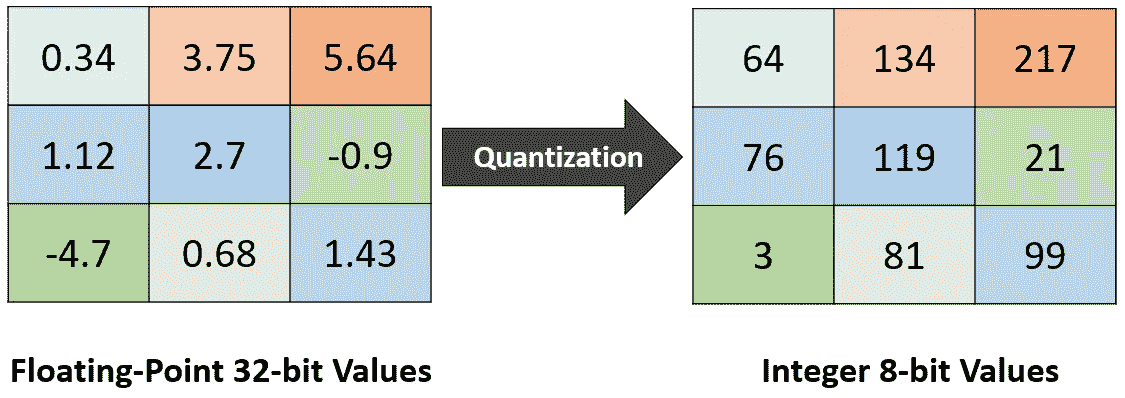 0.34 3.75 5.64 64 134 217
1.12 2.7 -0.9 Quantization 76 119 21
-4.7 0.68 1.43 3 81 99
Floating-Point 32-bit Values Integer 8-bit Values